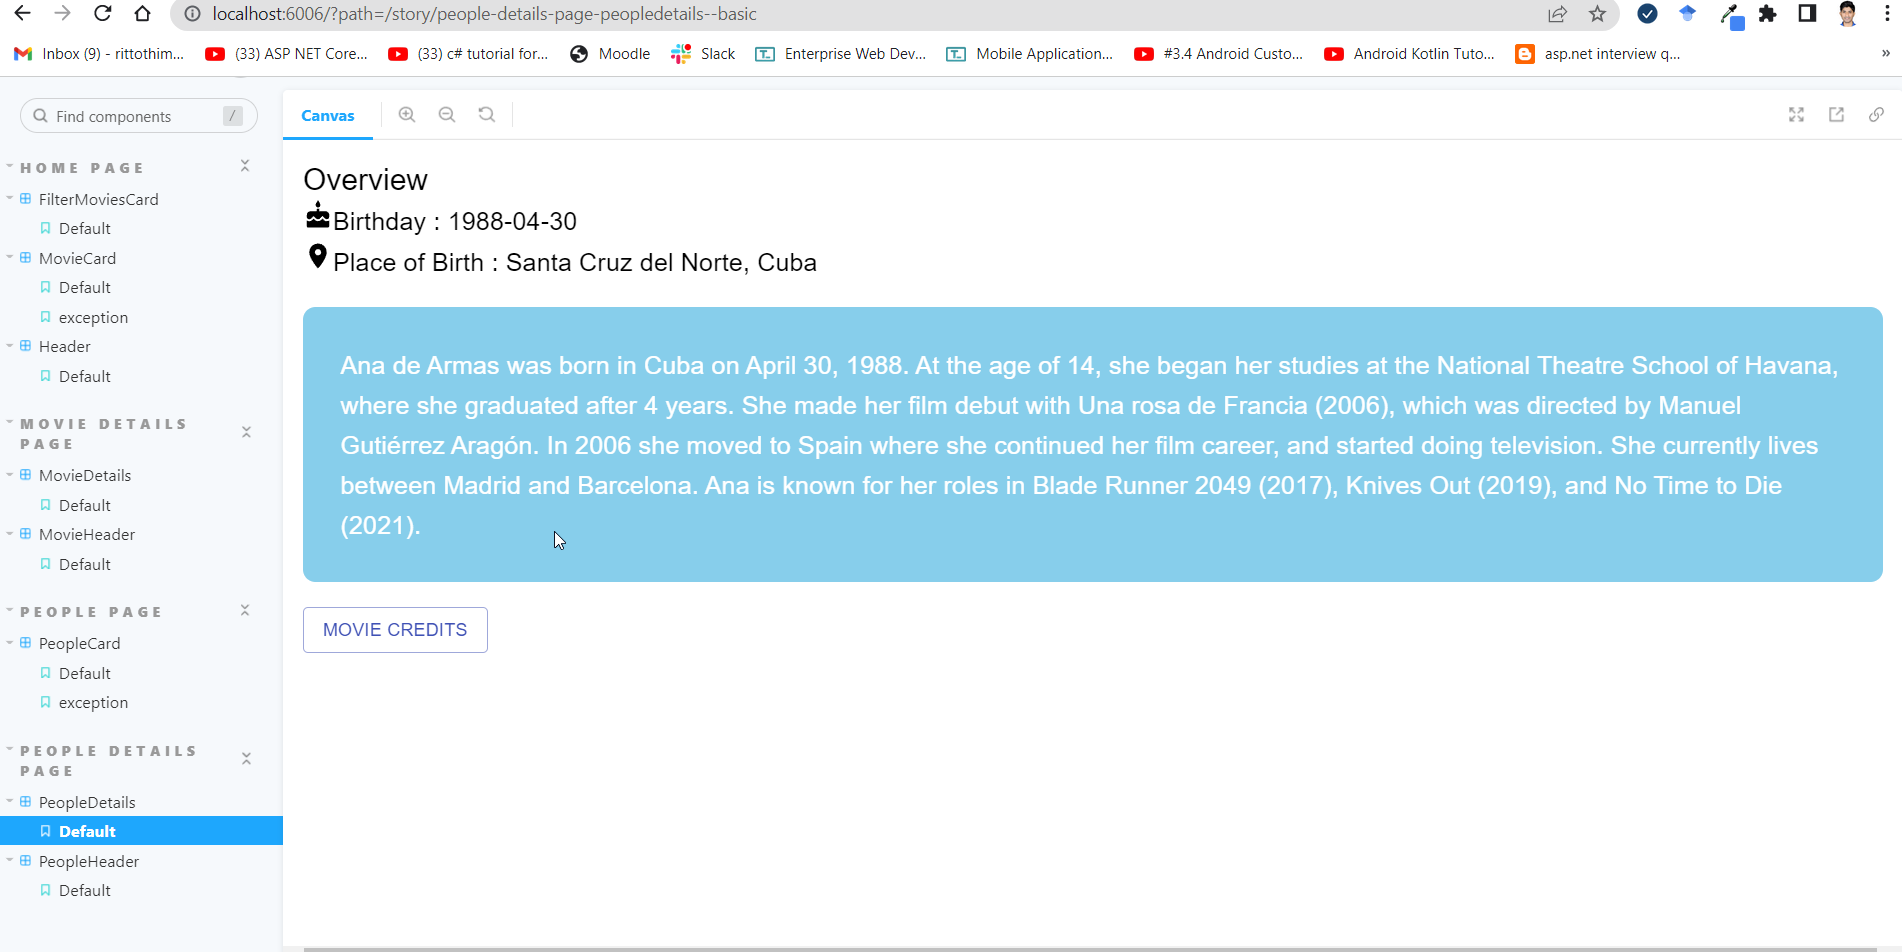 localhost:6006/?path=/story/people-details-page-peopledetails--basic
Inbox (9) - rittothim... (33) ASP NET Core... (33) c# tutorial for... Moodle Slack Enterprise Web Dev... Mobile Application... #3.4 Android Custo... Android Kotlin Tuto... asp.net interview q... »
Find components /
HOME PAGE
FilterMoviesCard
Default
MovieCard
Default
exception
Header
Default
MOVIE DETAILS
PAGE
MovieDetails
Default
MovieHeader
Default
PEOPLE PAGE
PeopleCard
Default
exception
PEOPLE DETAILS
PAGE
PeopleDetails
Default
PeopleHeader
Default
Canvas
Overview
Birthday : 1988-04-30
Place of Birth : Santa Cruz del Norte, Cuba
Ana de Armas was born in Cuba on April 30, 1988. At the age of 14, she began her studies at the National Theatre School of Havana,
where she graduated after 4 years. She made her film debut with Una rosa de Francia (2006), which was directed by Manuel
Gutiérrez Aragón. In 2006 she moved to Spain where she continued her film career, and started doing television. She currently lives
between Madrid and Barcelona. Ana is known for her roles in Blade Runner 2049 (2017), Knives Out (2019), and No Time to Die
(2021).
MOVIE CREDITS